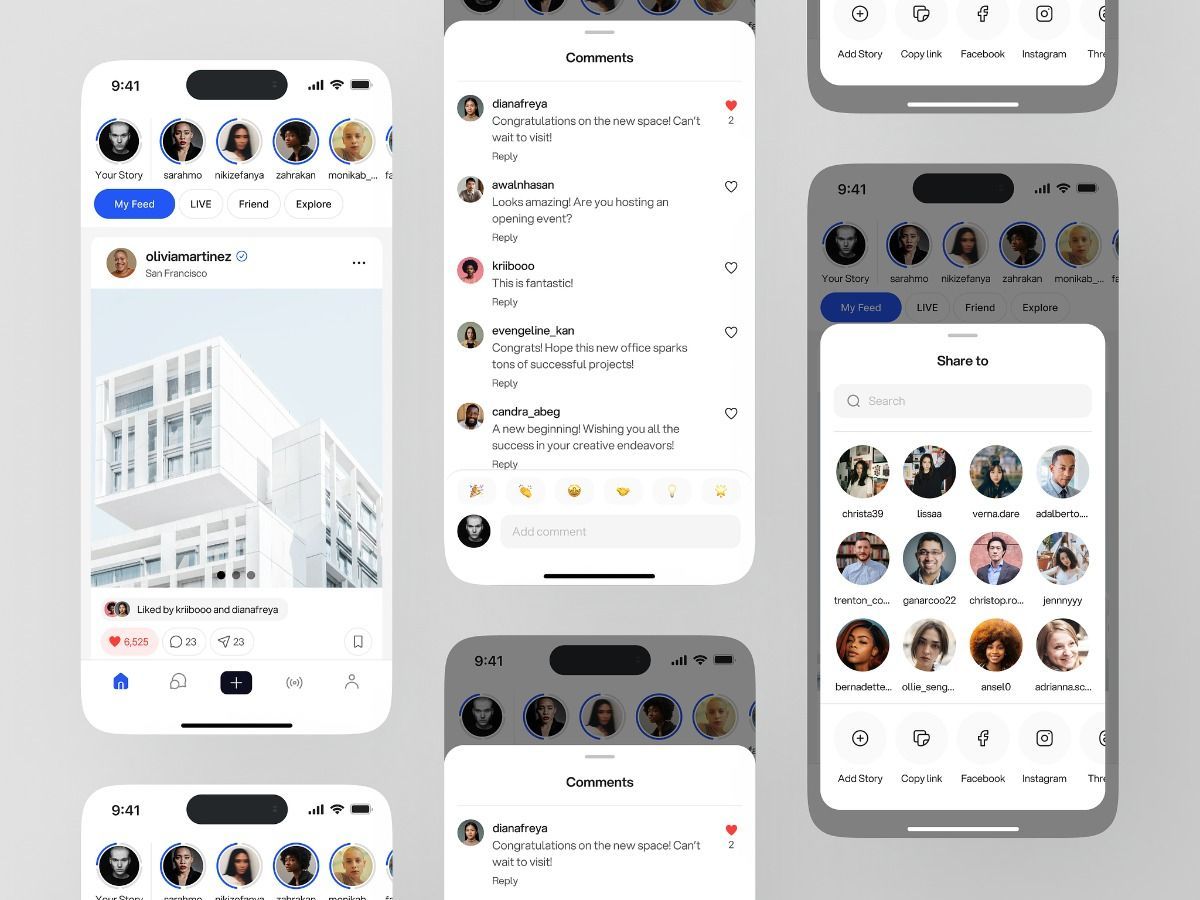 9:41
Your Story
sarahmo
nikizefanya
zahrakan
monikab_...
fa
My Feed
LIVE
Friend
Explore
oliviamartinez
San Francisco
Liked by kriibooo and dianafreya
6,525
23
23
9:41
Your Story
sarahmo
nikizefanya
zahrakan
monikab_...
Comments
dianafreya
Congratulations on the new space! Can't
wait to visit!
Reply
2
awalnhasan
Looks amazing! Are you hosting an
opening event?
Reply
kriibooo
This is fantastic!
Reply
evengeline_kan
Congrats! Hope this new office sparks
tons of successful projects!
Reply
candra_abeg
A new beginning! Wishing you all the
success in your creative endeavors!
Reply
Add comment
9:41
Comments
dianafreya
Congratulations on the new space! Can't
wait to visit!
Reply
2
Add Story
Copy link
Facebook
Instagram
Thre
9:41
Your Story
sarahmo
nikizefanya
zahrakan
monikab_...
fa
My Feed
LIVE
Friend
Explore
Share to
Search
christa39
lissaa
verna.dare
adalberto....
trenton_co...
ganarcoo22
christop.ro...
jennnyyy
bernadette...
ollie_seng...
ansel0
adrianna.sc...
Add Story
Copy link
Facebook
Instagram
Thre